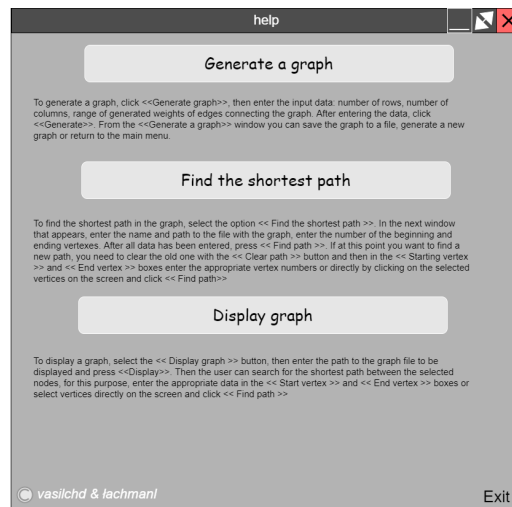 help
Generate a graph
To generate a graph, click <<Generate graph>>, then enter the input data: number of rows, number of
columns, range of generated weights of edges connecting the graph. After entering the data, click
<<Generate>>. From the <<Generate a graph>> window you can save the graph to a file, generate a new
graph or return to the main menu.
Find the shortest path
To find the shortest path in the graph, select the option << Find the shortest path >>. In the next window
that appears, enter the name and path to the file with the graph, enter the number of the beginning and
ending vertexes. After all data has been entered, press << Find path >>. If at this point you want to find a
new path, you need to clear the old one with the << Clear path >> button and then in the << Starting vertex
>> and << End vertex >> boxes enter the appropriate vertex numbers or directly by clicking on the selected
vertices on the screen and click << Find path>>
Display graph
To display a graph, select the << Display graph >> button, then enter the path to the graph file to be
displayed and press <<Display>>. Then the user can search for the shortest path between the selected
nodes, for this purpose, enter the appropriate data in the << Start vertex >> and << End vertex >> boxes or
select vertices directly on the screen and click << Find path >>
vasilchd & łachmanl
Exit